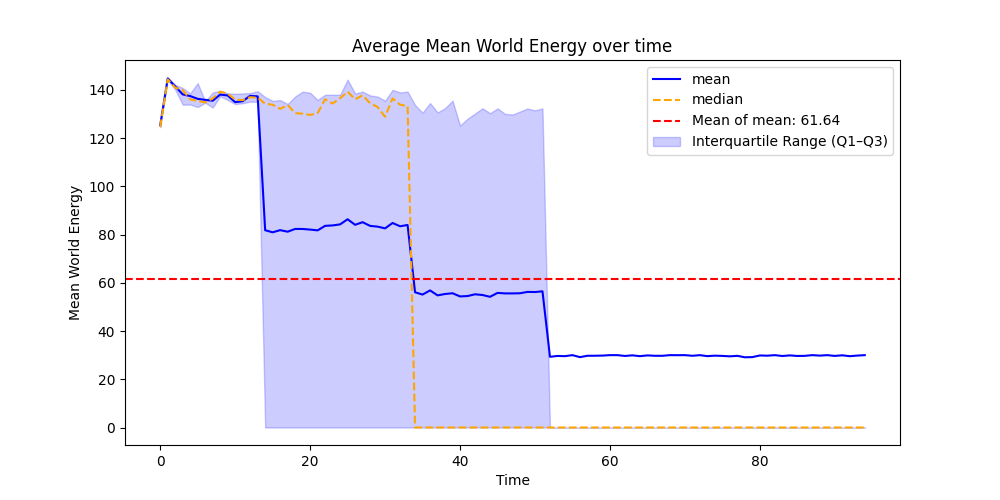 Average Mean World Energy over time
mean
median
Mean of mean: 61.64
Interquartile Range (Q1–Q3)
Mean World Energy
140
120
100
80
60
40
20
0
0 20 40 60 80
Time